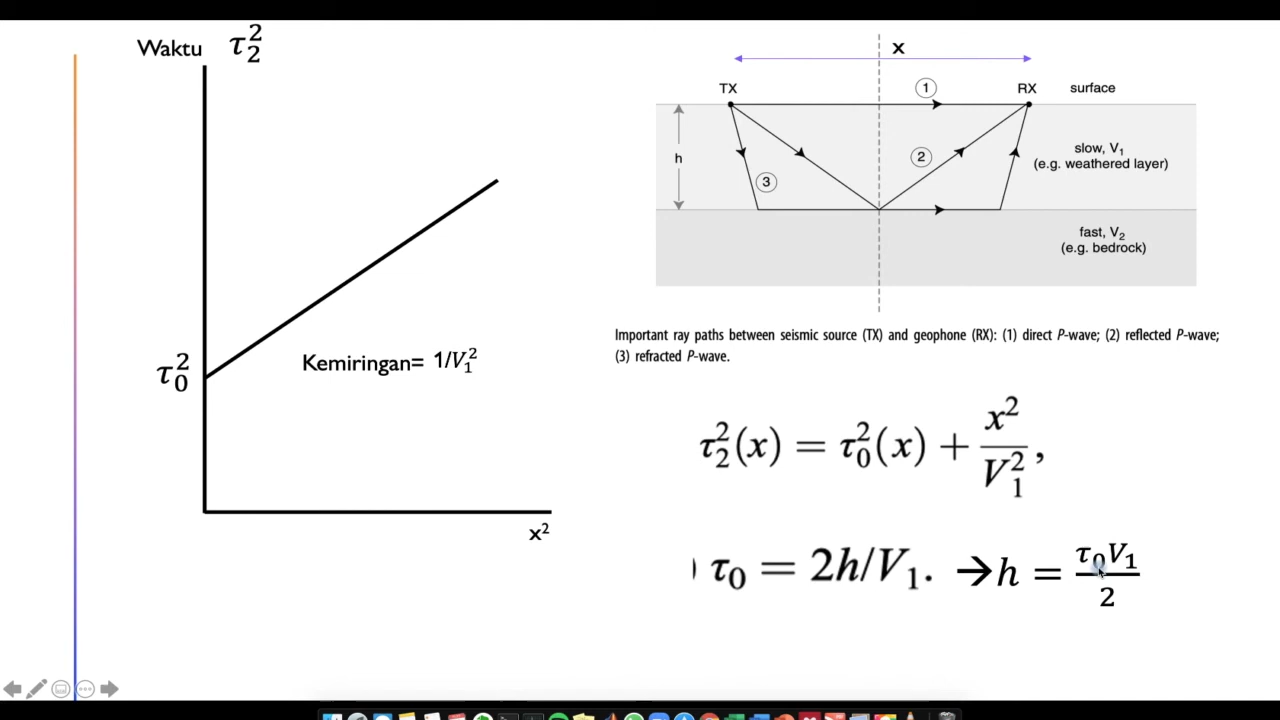 Waktu τ₂²
τ₀²
Kemiringan= 1/V₁²
x²
x
TX
1
RX
surface
h
2
3
slow, V₁
(e.g. weathered layer)
fast, V₂
(e.g. bedrock)
Important ray paths between seismic source (TX) and geophone (RX): (1) direct P-wave; (2) reflected P-wave;
(3) refracted P-wave.
τ₂²(x) = τ₀²(x) + x²/V₁²,
) τ₀ = 2h/V₁. →h = τ₀V₁/2